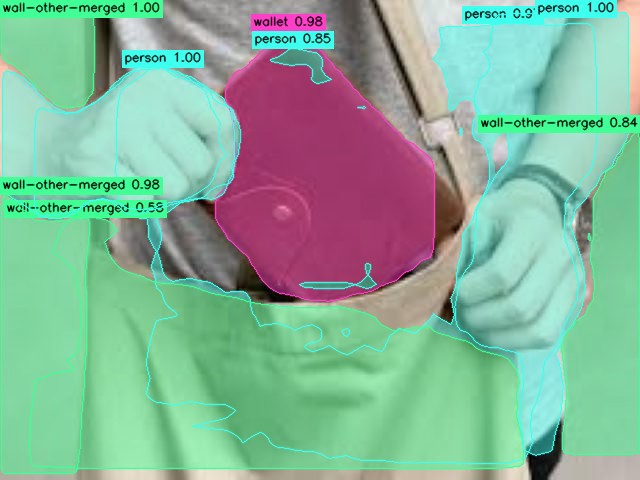 wall-other-merged 1.00
person 1.00
wallet 0.98
person 0.85
person 0.9
person 1.00
wall-other-merged 0.84
wall-other-merged 0.98
wall-other-merged 0.56